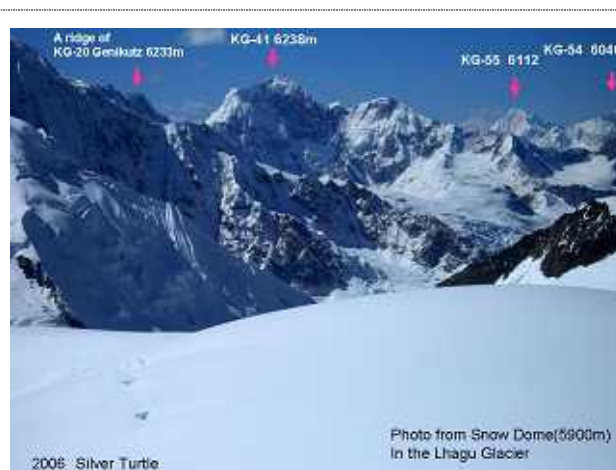 A ridge of
KG-20 Genikutz 6233m
KG-41 6238m
KG-55 6112
KG-54
2006 Silver Turtle
Photo from Snow Dome(5900m)
In the Lhagu Glacier